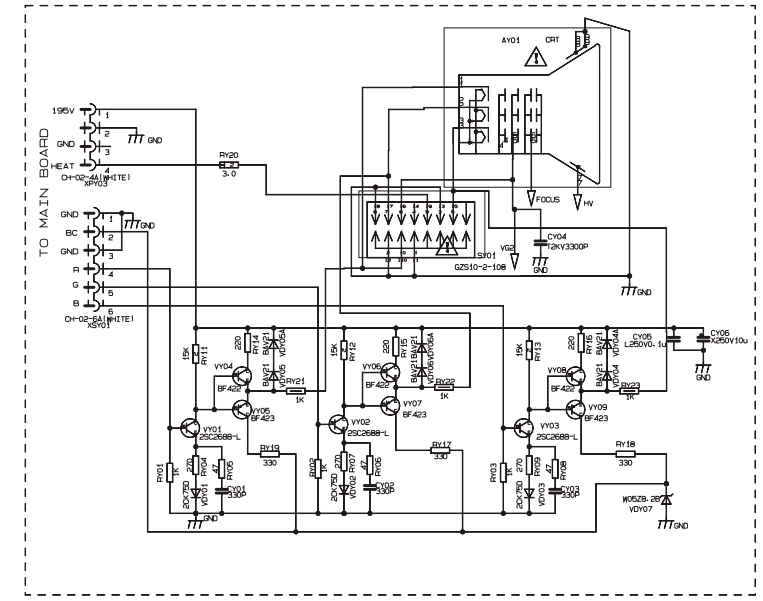 TO MAIN BOARD
195V
1
2
GND
GND
3
HEAT
4
CH-02-4A(WHITE)
XPY03
RY20
3.0
GND
1
GND
BC
2
GND
3
R
4
G
5
B
6
CH-02-6A(WHITE)
XSY01
AY01
CRT
FOCUS
HV
VG2
CY04
T2KV3300P
GND
SY01
GZS10-2-108
GND
15K
RY11
220
RY14
BAV21
VDY05A
VY04
BF422
BAV21
VDY05
RY21
1K
VY05
BF423
VY01
2SC2688-L
RY19
330
RY01
1K
270
RY04
47
RY05
2CK75D
VDY01
CY01
330P
GND
15K
RY12
220
RY15
BAV21
BAV21
VDY06A
VY06
BF422
VDY06
RY22
1K
VY07
BF423
VY02
2SC2688-L
RY17
330
RY02
1K
270
RY07
47
RY06
2CK75D
VDY02
CY02
330P
15K
RY13
220
RY16
BAV21
VDY04A
VY08
BF422
BAV21
VDY04
RY23
1K
VY09
BF423
VY03
2SC2688-L
RY18
330
RY03
1K
270
RY09
47
RY08
2CK75D
VDY03
CY03
330P
CY05
L250V0.1u
CY06
X250V10u
GND
W05Z8.2B
VDY07
GND